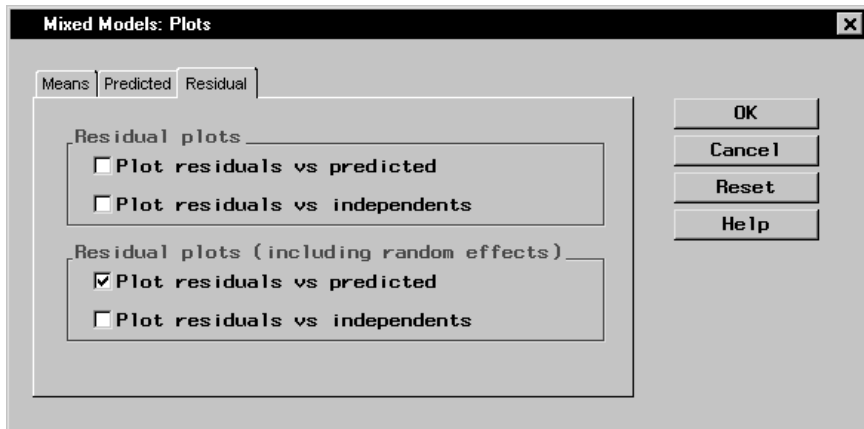 Mixed Models: Plots
Means Predicted Residual
Residual plots
Plot residuals vs predicted
Plot residuals vs independents
Residual plots (including random effects)
Plot residuals vs predicted
Plot residuals vs independents
OK
Cancel
Reset
Help